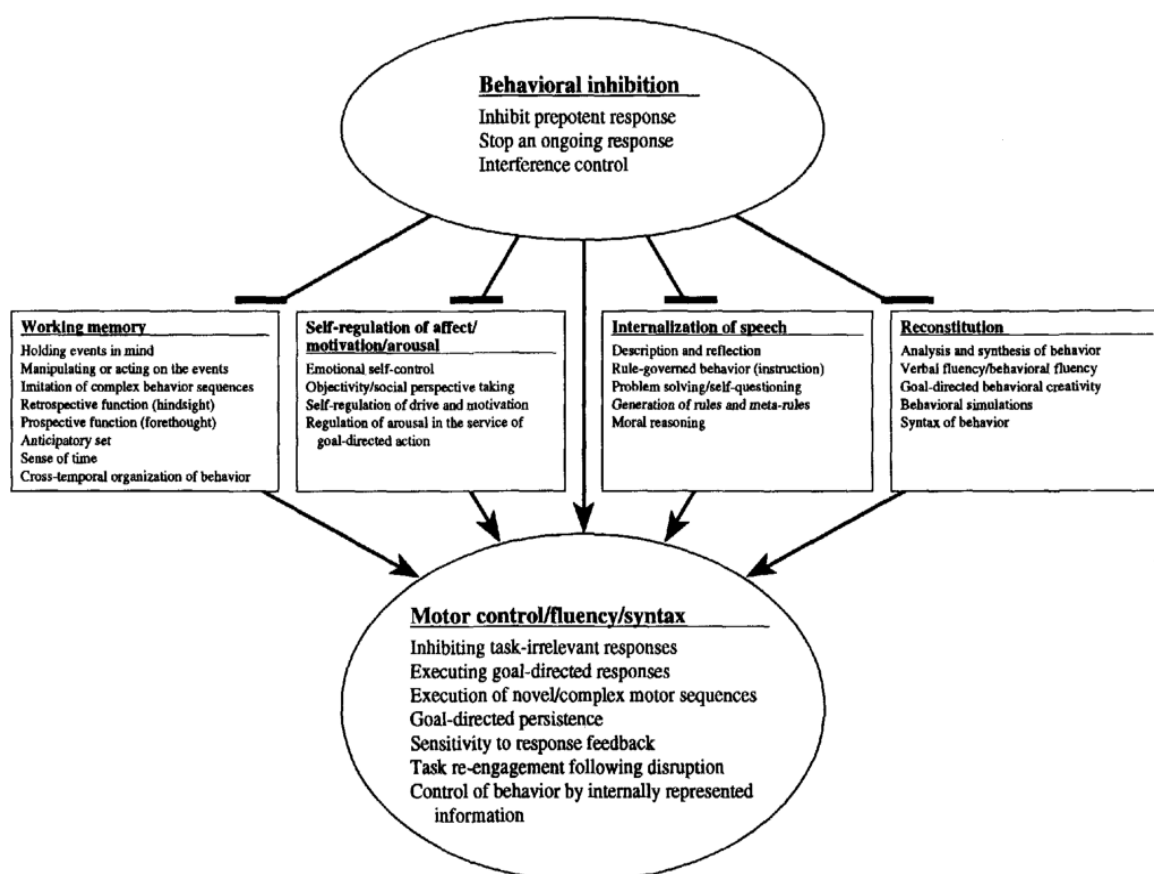 Behavioral inhibition
Inhibit prepotent response
Stop an ongoing response
Interference control
Working memory
Holding events in mind
Manipulating or acting on the events
Imitation of complex behavior sequences
Retrospective function (hindsight)
Prospective function (forethought)
Anticipatory set
Sense of time
Cross-temporal organization of behavior
Self-regulation of affect/
motivation/arousal
Emotional self-control
Objectivity/social perspective taking
Self-regulation of drive and motivation
Regulation of arousal in the service of
goal-directed action
Internalization of speech
Description and reflection
Rule-governed behavior (instruction)
Problem solving/self-questioning
Generation of rules and meta-rules
Moral reasoning
Reconstitution
Analysis and synthesis of behavior
Verbal fluency/behavioral fluency
Goal-directed behavioral creativity
Behavioral simulations
Syntax of behavior
Motor control/fluency/syntax
Inhibiting task-irrelevant responses
Executing goal-directed responses
Execution of novel/complex motor sequences
Goal-directed persistence
Sensitivity to response feedback
Task re-engagement following disruption
Control of behavior by internally represented
information